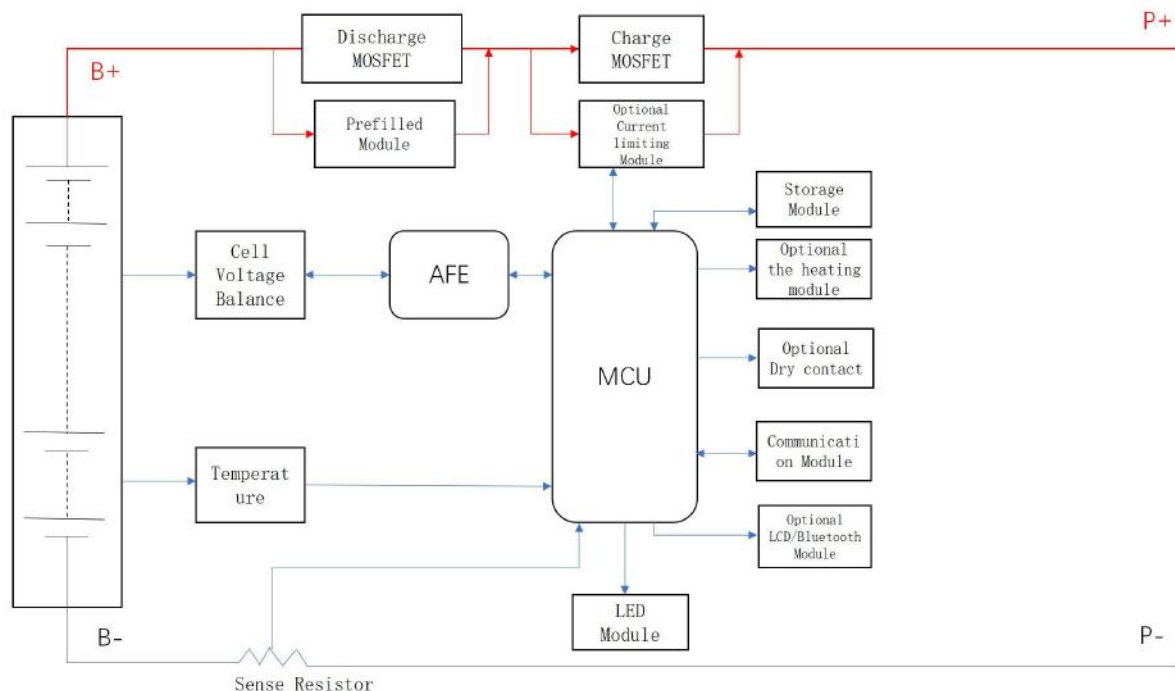 P+
Discharge
MOSFET
Charge
MOSFET
B+
Prefilled
Module
Optional
Current
limiting
Module
Storage
Module
Cell
Voltage
Balance
AFE
Optional
the heating
module
MCU
Optional
Dry contact
Communicati
on Module
Temperat
ure
Optional
LCD/Bluetooth
Module
LED
Module
B-
P-
Sense Resistor